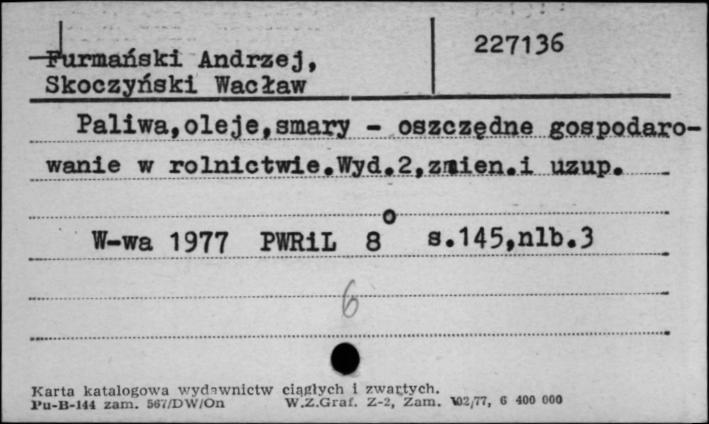 Furmański Andrzej,
227136
Skoczyński Wacław
Paliwa,oleje,smary - oszczędne gospodaro-
wanie w rolnictwie.Wyd.2,zmien.i uzup.
W-wa 1977 PWRiL 8° s.145,nlb.3
6
Karta katalogowa wydawnictw ciągłych i zwartych.
Pu-B-144 zam. 567/DW/On W.Z.Graf. Z-2, Zam. 102/77, 6 400 000